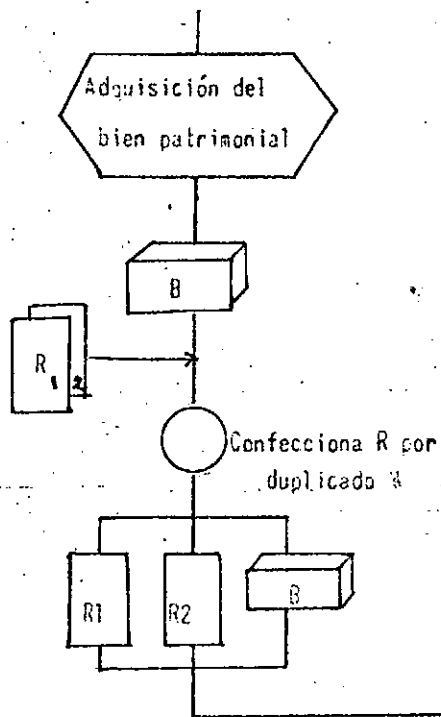 Adquisición del
bien patrimonial
B
R
1 2
Confecciona R por
duplicado
R1
R2
B